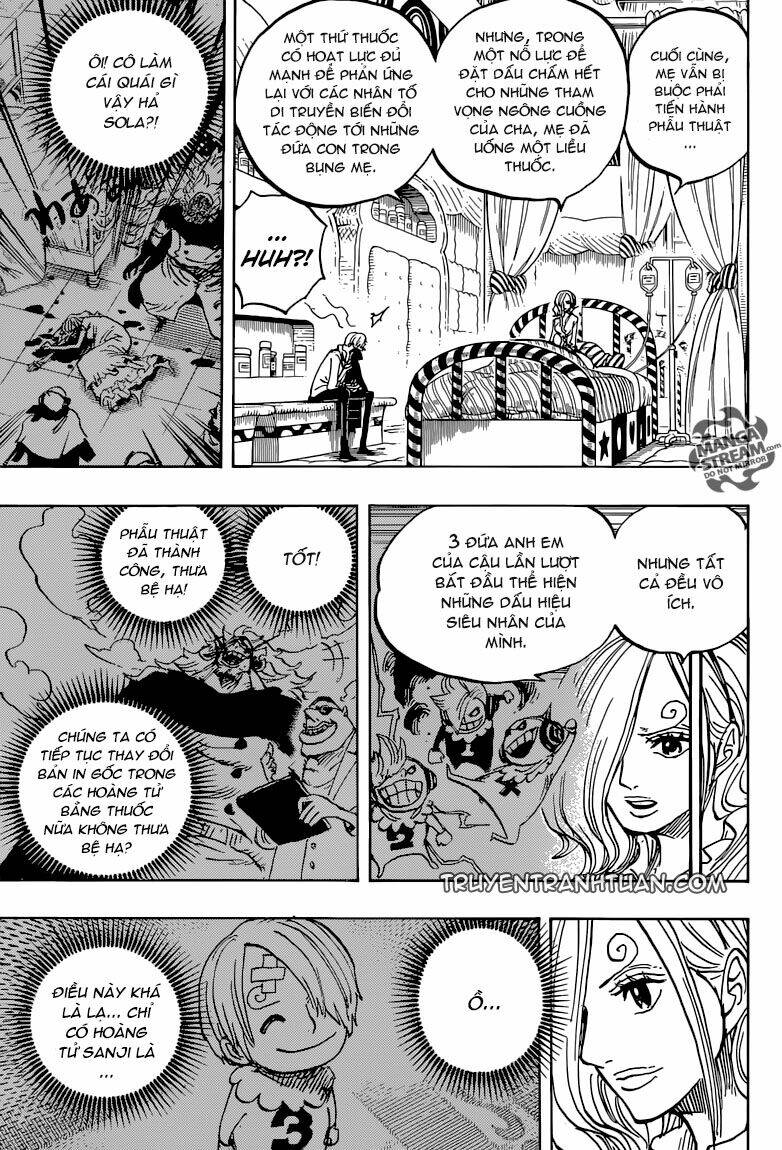 CUỐI CÙNG,
MẸ VẪN BỊ
BUỘC PHẢI
TIẾN HÀNH
PHẪU THUẬT
...
NHƯNG, TRONG
MỘT NỖ LỰC ĐỂ
ĐẶT DẤU CHẤM HẾT
CHO NHỮNG THAM
VỌNG NGÔNG CUỒNG
CỦA CHA, MẸ ĐÃ
UỐNG MỘT LIỀU
THUỐC.
MỘT THỨ THUỐC
CÓ HOẠT LỰC ĐỦ
MẠNH ĐỂ PHẢN ỨNG
LẠI VỚI CÁC NHÂN TỐ
DI TRUYỀN BIẾN ĐỔI
TÁC ĐỘNG TỚI NHỮNG
ĐỨA CON TRONG
BỤNG MẸ.
...
HUH?!
ÔI! CÔ LÀM
CÁI QUÁI GÌ
VẬY HẢ
SOLA?!
わあ
MANGA
STREAM.com
DO NOT MIRROR
NHƯNG TẤT
CẢ ĐỀU VÔ
ÍCH.
3 ĐỨA ANH EM
CỦA CẬU LẦN LƯỢT
BẮT ĐẦU THỂ HIỆN
NHỮNG DẤU HIỆU
SIÊU NHÂN CỦA
MÌNH.
1
2
TỐT!
PHẪU THUẬT
ĐÃ THÀNH
CÔNG, THƯA
BỆ HẠ!
CHÚNG TA CÓ
TIẾP TỤC THAY ĐỔI
BẢN IN GỐC TRONG
CÁC HOÀNG TỬ
BẰNG THUỐC
NỮA KHÔNG THƯA
BỆ HẠ?
TRUYENTRANHTUAN.COM
Ồ...
ĐIỀU NÀY KHÁ
LÀ LẠ... CHỈ
CÓ HOÀNG
TỬ SANJI LÀ
...
3